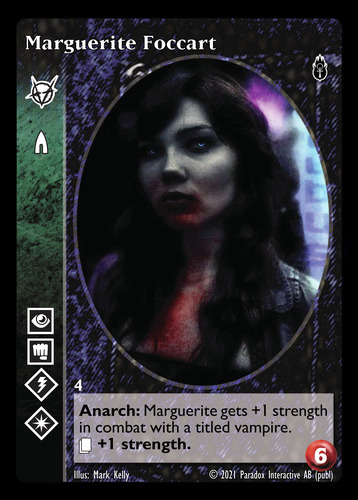 Marguerite Foccart
4
Anarch: Marguerite gets +1 strength
in combat with a titled vampire.
+1 strength.
6
Illus: Mark Kelly © 2021 Paradox Interactive AB (publ)